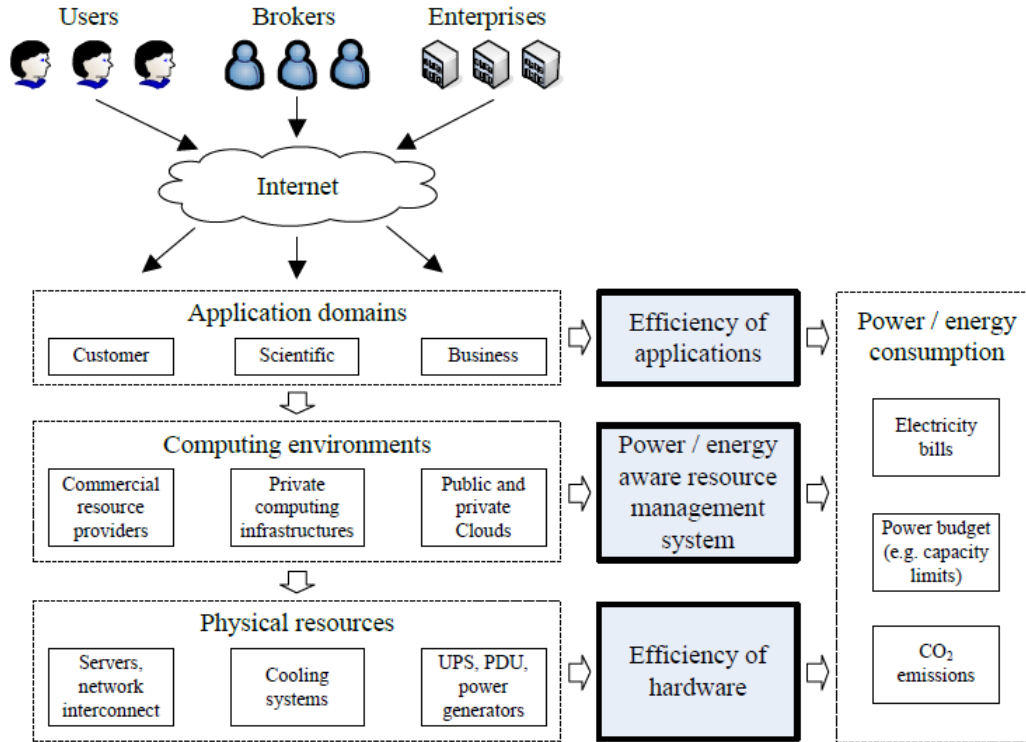 Users
Brokers
Enterprises
Internet
Application domains
Customer
Scientific
Business
Efficiency of
applications
Power / energy
consumption
Computing environments
Commercial
resource
providers
Private
computing
infrastructures
Public and
private
Clouds
Power / energy
aware resource
management
system
Electricity
bills
Power budget
(e.g. capacity
limits)
Physical resources
Servers,
network
interconnect
Cooling
systems
UPS, PDU,
power
generators
Efficiency of
hardware
CO₂
emissions